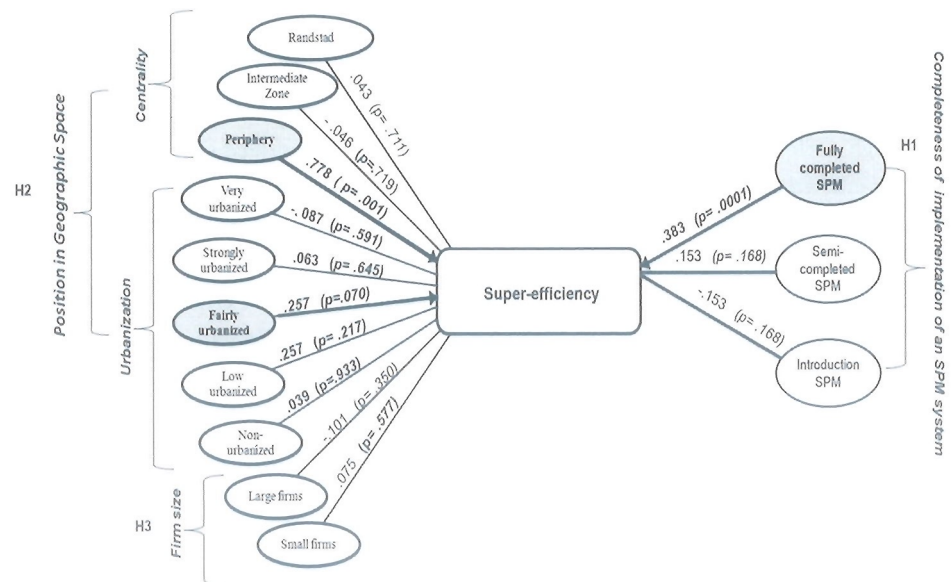 H2
Position in Geographic Space
Centrality
Randstad
Intermediate
Zone
Periphery
Urbanization
Very
urbanized
Strongly
urbanized
Fairly
urbanized
Low
urbanized
Non-
urbanized
H3
Firm size
Large firms
Small firms
.043 (p= .711)
- .046 (p=.719)
.778 (p= .001)
-. 087 (p= .591)
.063 (p= .645)
.257 (p=.070)
.257 (p= .217)
.039 (p=.933)
-.101 (p= .350)
.075 (p= .577)
Super-efficiency
.383 (p= .0001)
.153 (p= .168)
-.153 (p= .168)
Fully
completed
SPM
Semi-
completed
SPM
Introduction
SPM
H1
Completeness of implementation of an SPM system